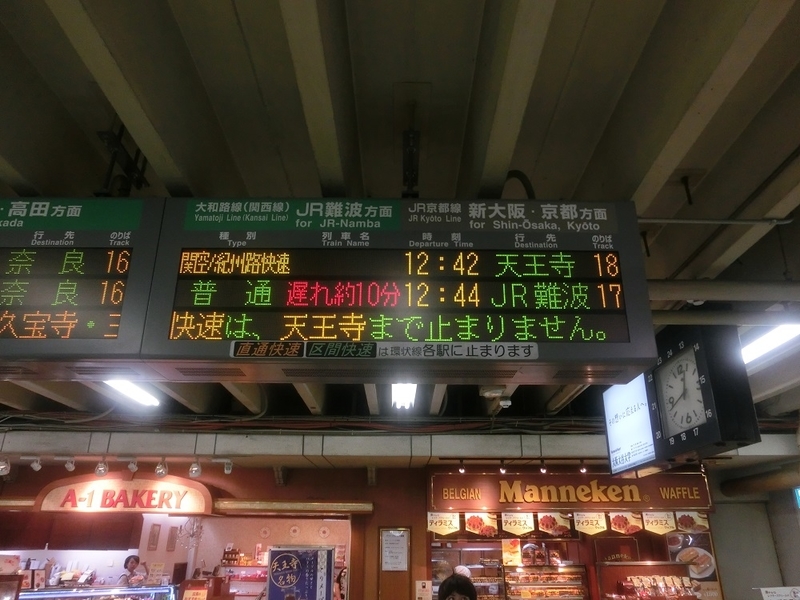 ・高田方面
大和路線(関西線) JR難波方面
Yamatoji Line(Kansai Line) for JR-Namba
JR京都線 新大阪・京都方面
JR Kyōto Line for Shin-Ōsaka, Kyōto
行先 のりば
Destination Track
種別 列車名 時刻 行先 のりば
Type Train Name Departure Time Destination Track
奈良 16
奈良 16
久宝寺・三
関空/紀州路快速 12:42 天王寺 18
普通 遅れ約10分 12:44 JR難波 17
快速は、天王寺まで止まりません。
直通快速 区間快速 は環状線各駅に止まります
A-1 BAKERY
BELGIAN Manneken WAFFLE
ティラミス ティラミス ティラミス ティラミス
天王寺名物